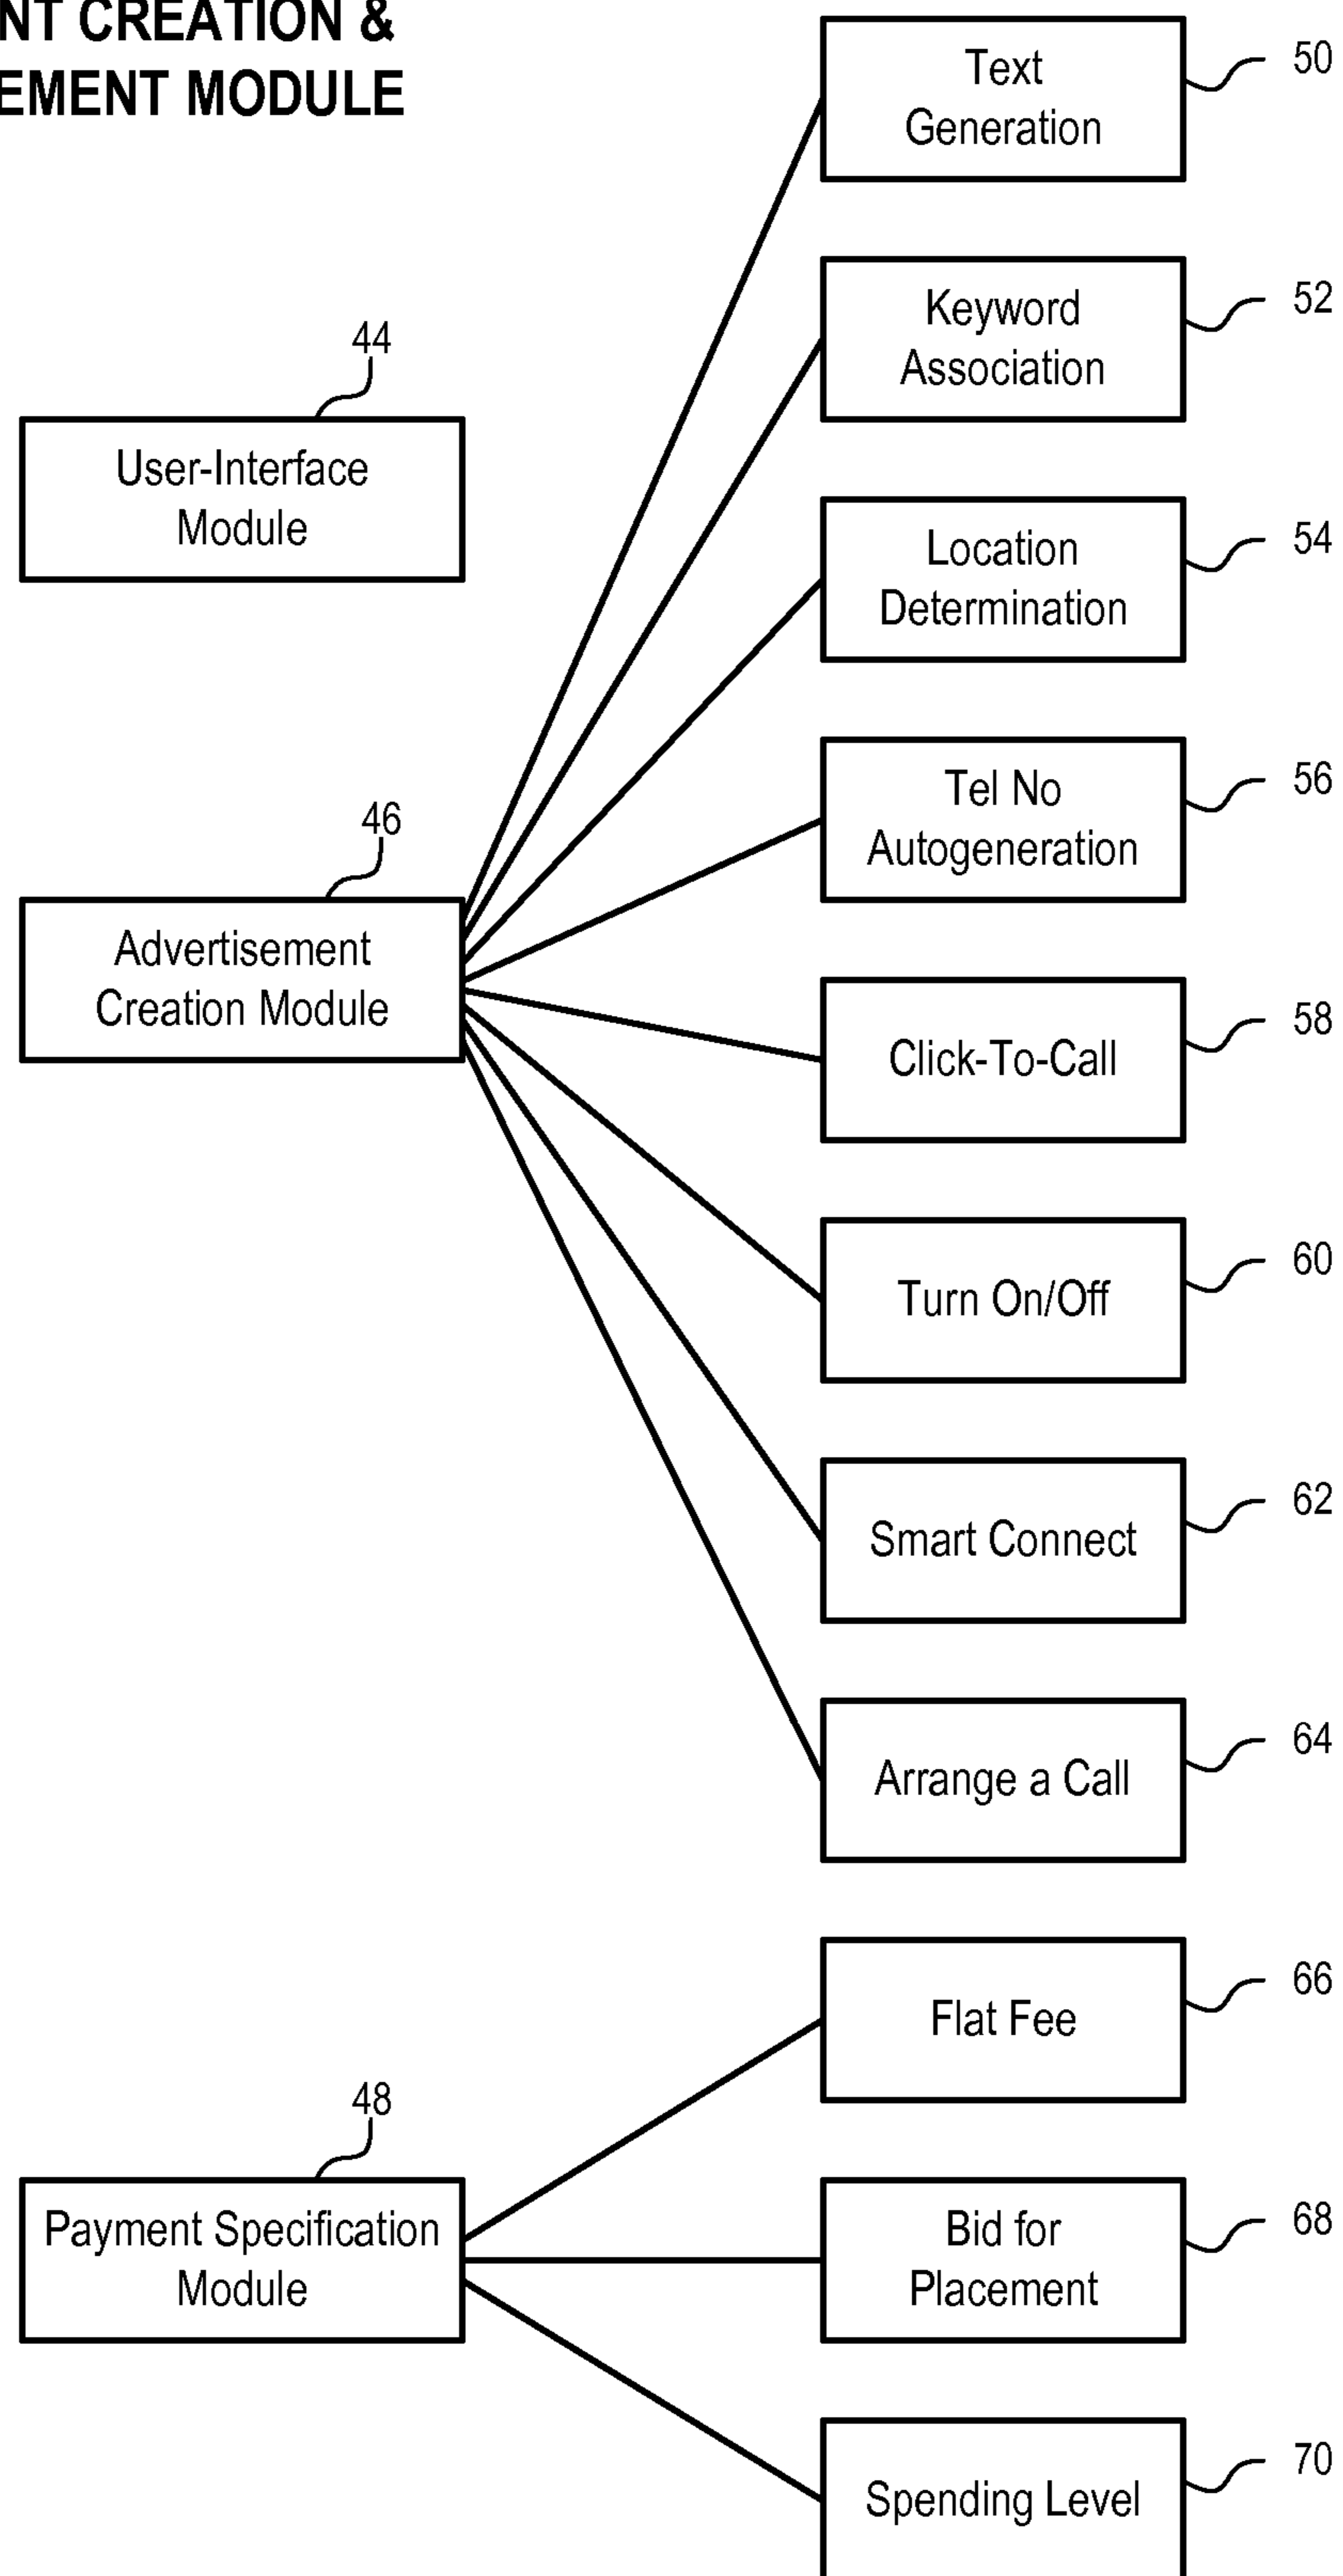 NT CREATION &
EMENT MODULE
44
User-Interface
Module
46
Advertisement
Creation Module
48
Payment Specification
Module
Text
Generation
50
Keyword
Association
52
Location
Determination
54
Tel No
Autogeneration
56
Click-To-Call
58
Turn On/Off
60
Smart Connect
62
Arrange a Call
64
Flat Fee
66
Bid for
Placement
68
Spending Level
70